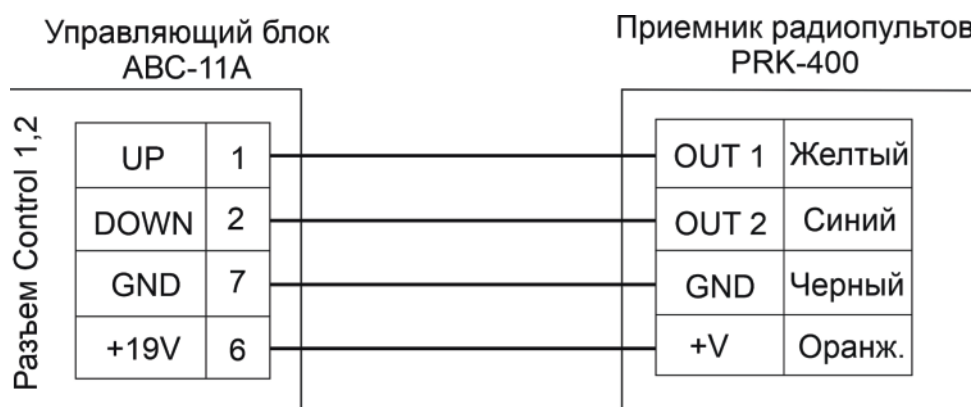 Управляющий блок
ABC-11A
Приемник радиопультов
PRK-400
Разъем Control 1,2
UP 1
DOWN 2
GND 7
+19V 6
OUT 1 Желтый
OUT 2 Синий
GND Черный
+V Оранж.